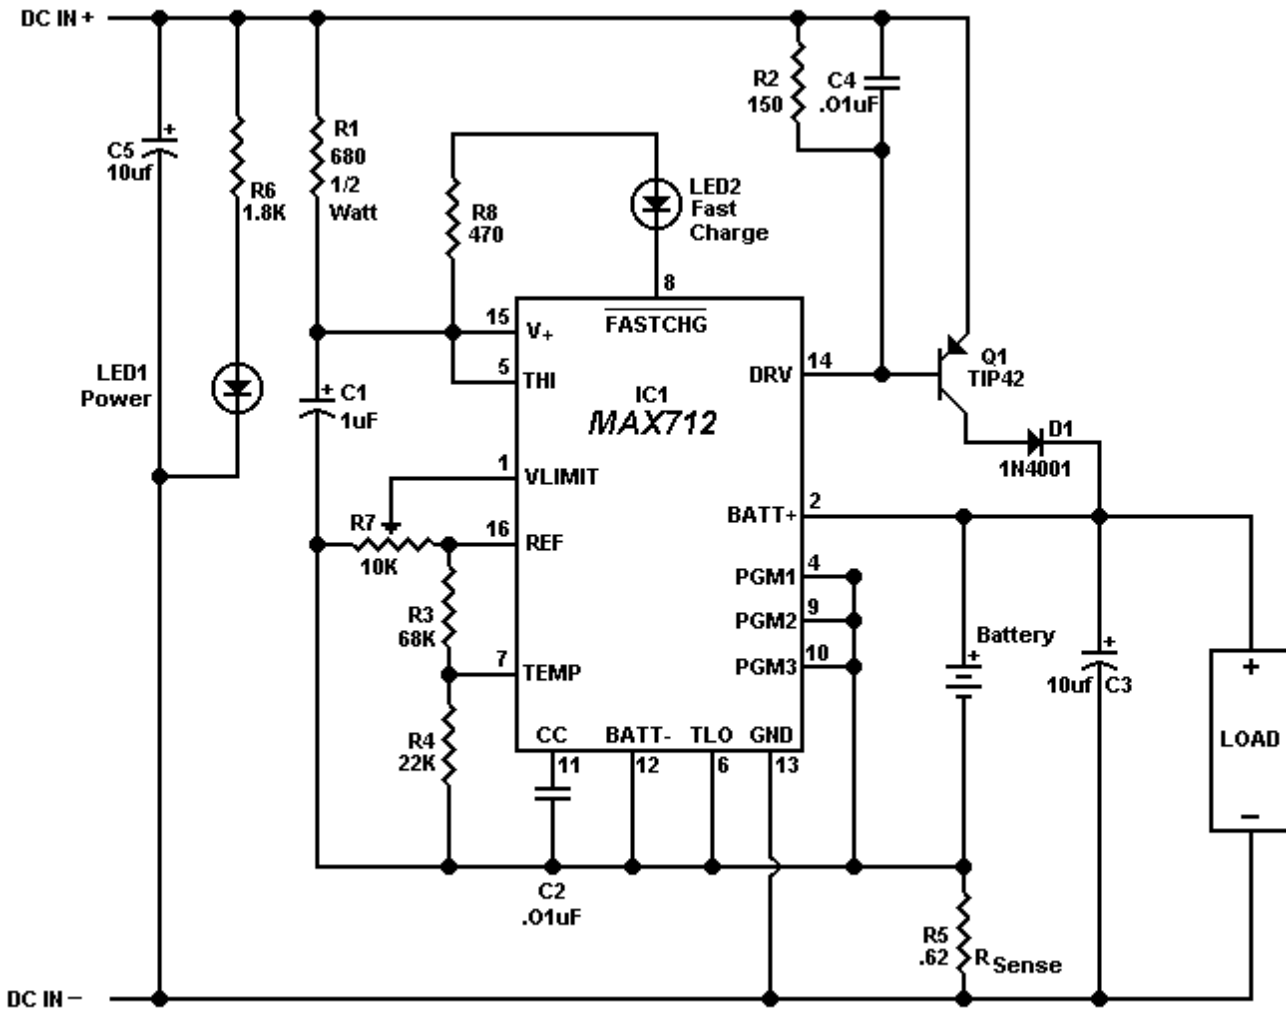 DC IN +
C5
10uf
+
R6
1.8K
R1
680
1/2
Watt
R8
470
LED2
Fast
Charge
R2
150
C4
.01uF
8
FASTCHG
15
V+
5
THI
LED1
Power
+
C1
1uF
IC1
MAX712
DRV
14
Q1
TIP42
D1
1N4001
1
VLIMIT
R7
10K
16
REF
BATT+
2
PGM1
4
PGM2
9
PGM3
10
R3
68K
7
TEMP
R4
22K
Battery
+
+
10uf C3
+
LOAD
–
CC
11
BATT-
12
TLO
6
GND
13
C2
.01uF
R5
.62
R Sense
DC IN –